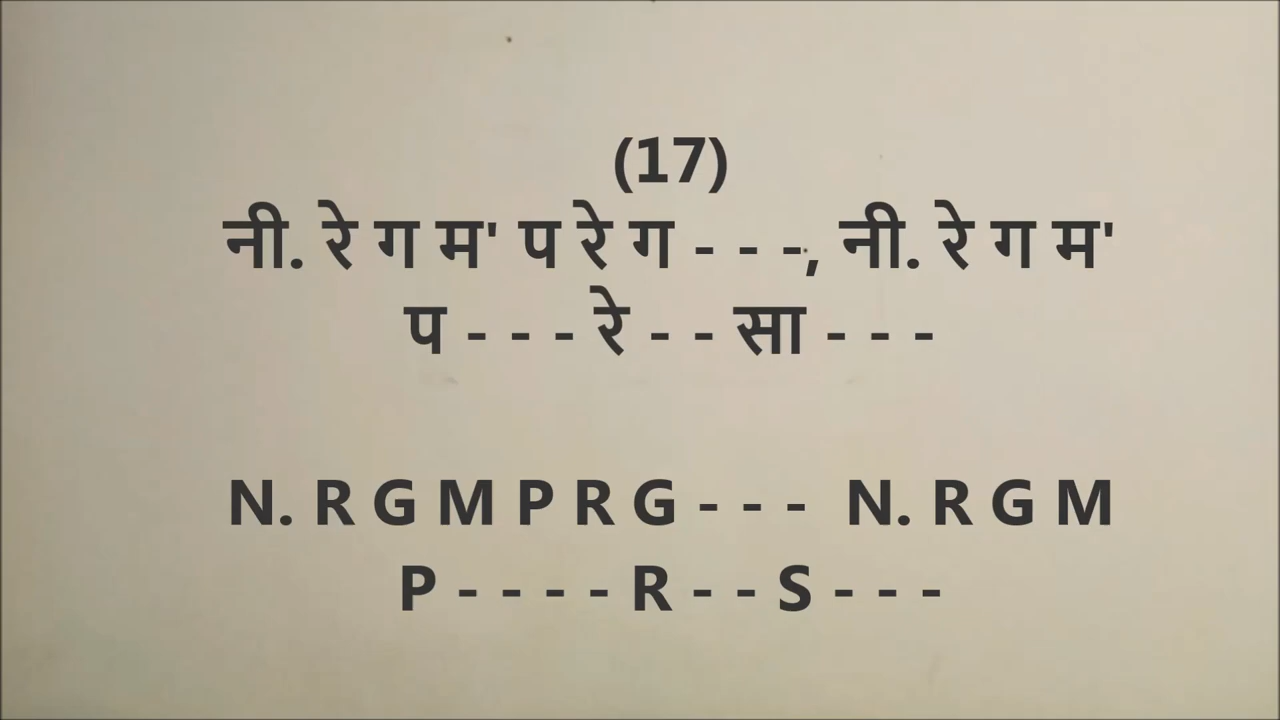 (17)
नी. रे ग म' प रे ग - - -, नी. रे ग म'
प - - - रे - - सा - - -
N. R G M P R G - - - N. R G M
P - - - - R - - S - - -